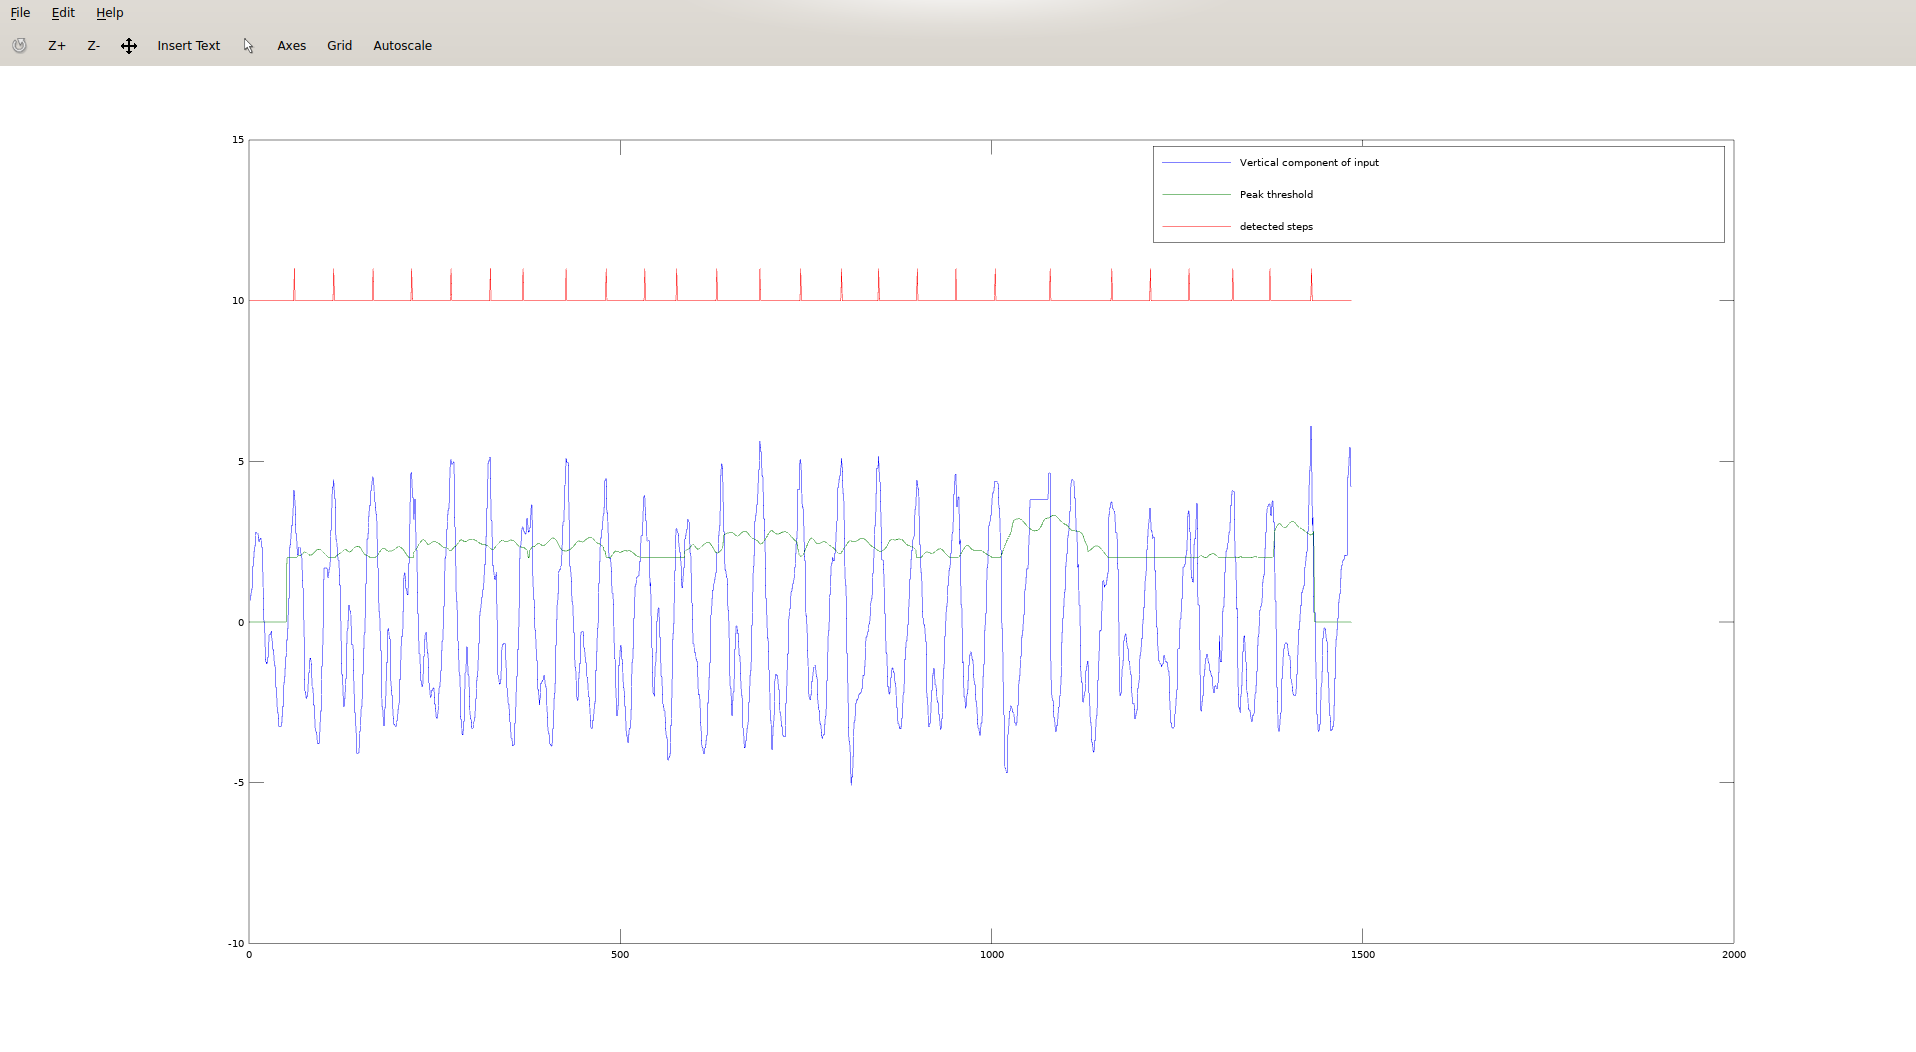 File Edit Help
Z+ Z- Insert Text Axes Grid Autoscale
15
Vertical component of input
Peak threshold
detected steps
10
5
0
-5
-10
0 500 1000 1500 2000